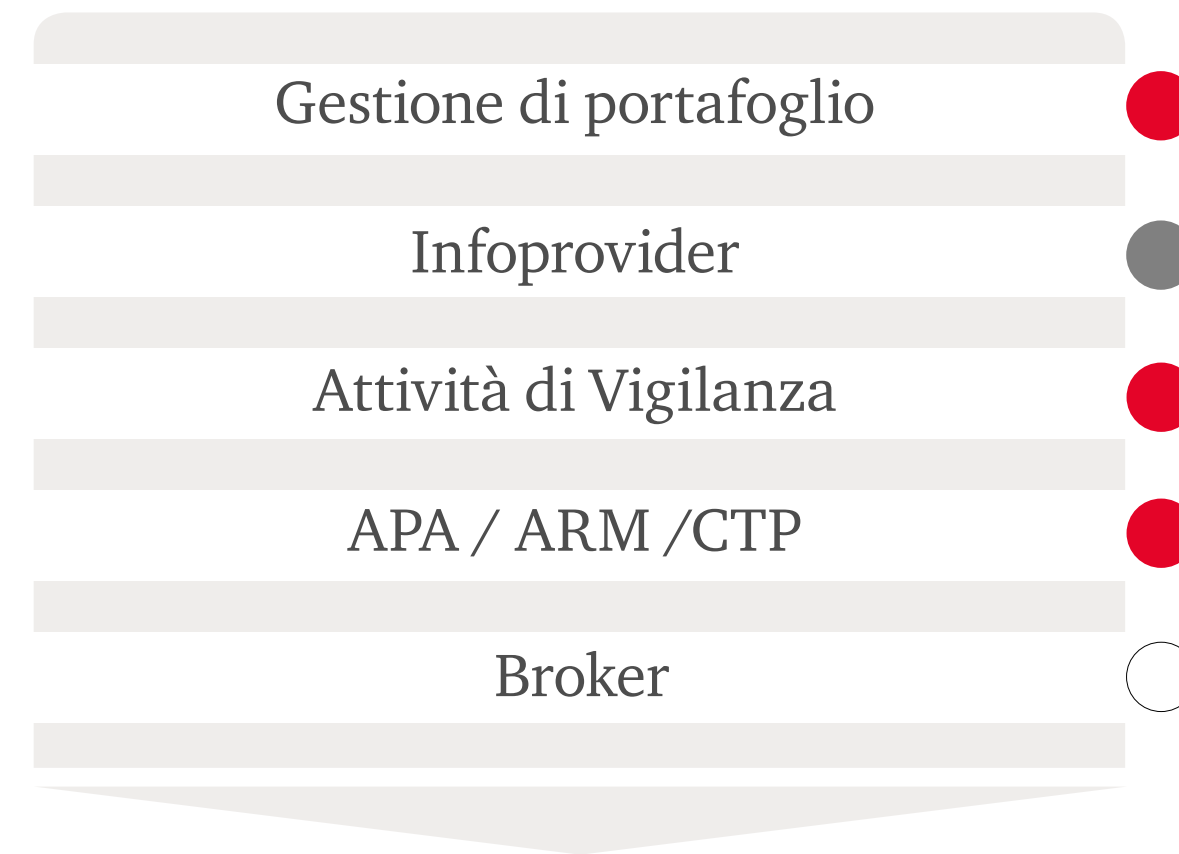 Gestione di portafoglio
Infoprovider
Attività di Vigilanza
APA / ARM /CTP
Broker